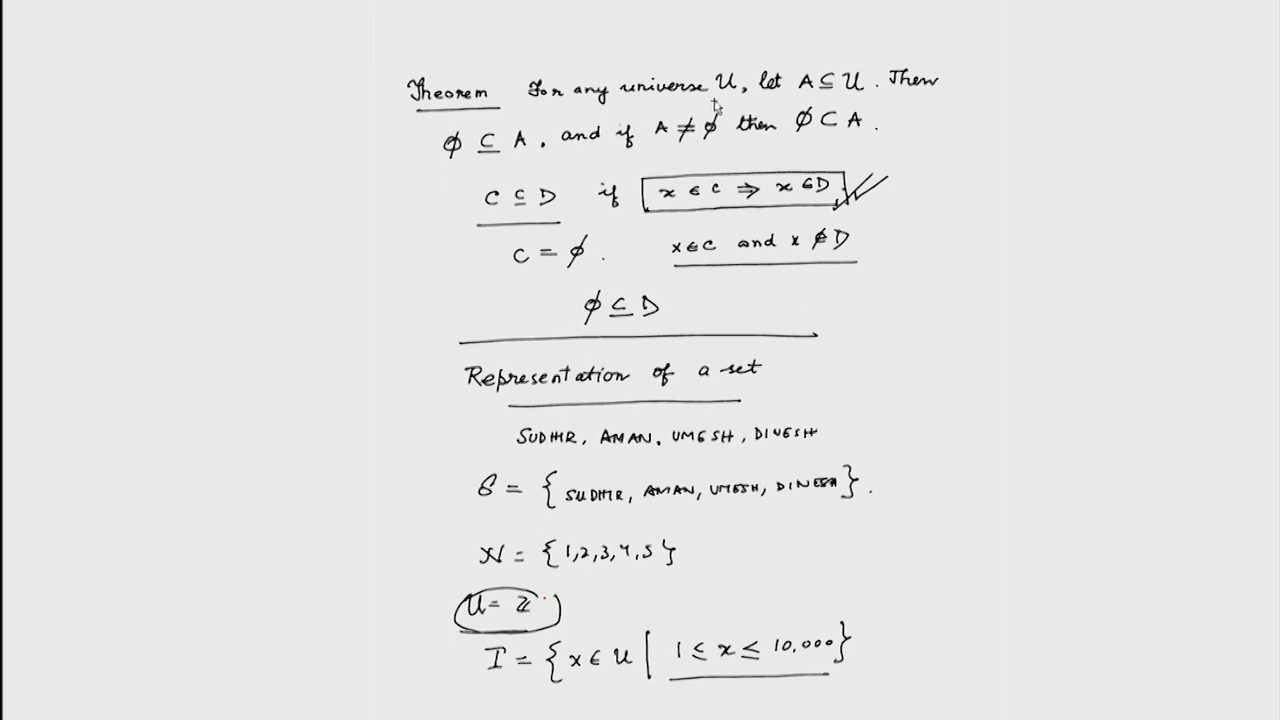 Theorem For any universe U, let A ⊆ U. Then
φ ⊆ A, and if A ≠ φ then φ ⊂ A.
C ⊆ D if x ∈ C ⇒ x ∈ D
C = φ. x ∈ C and x ∉ D
φ ⊆ D
Representation of a set
SUDHIR, AMAN, UMESH, DINESH
S = { SUDHIR, AMAN, UMESH, DINESH }.
N = { 1, 2, 3, 4, 5 }
U = ℤ
I = { x ∈ U | 1 ≤ x ≤ 10,000 }